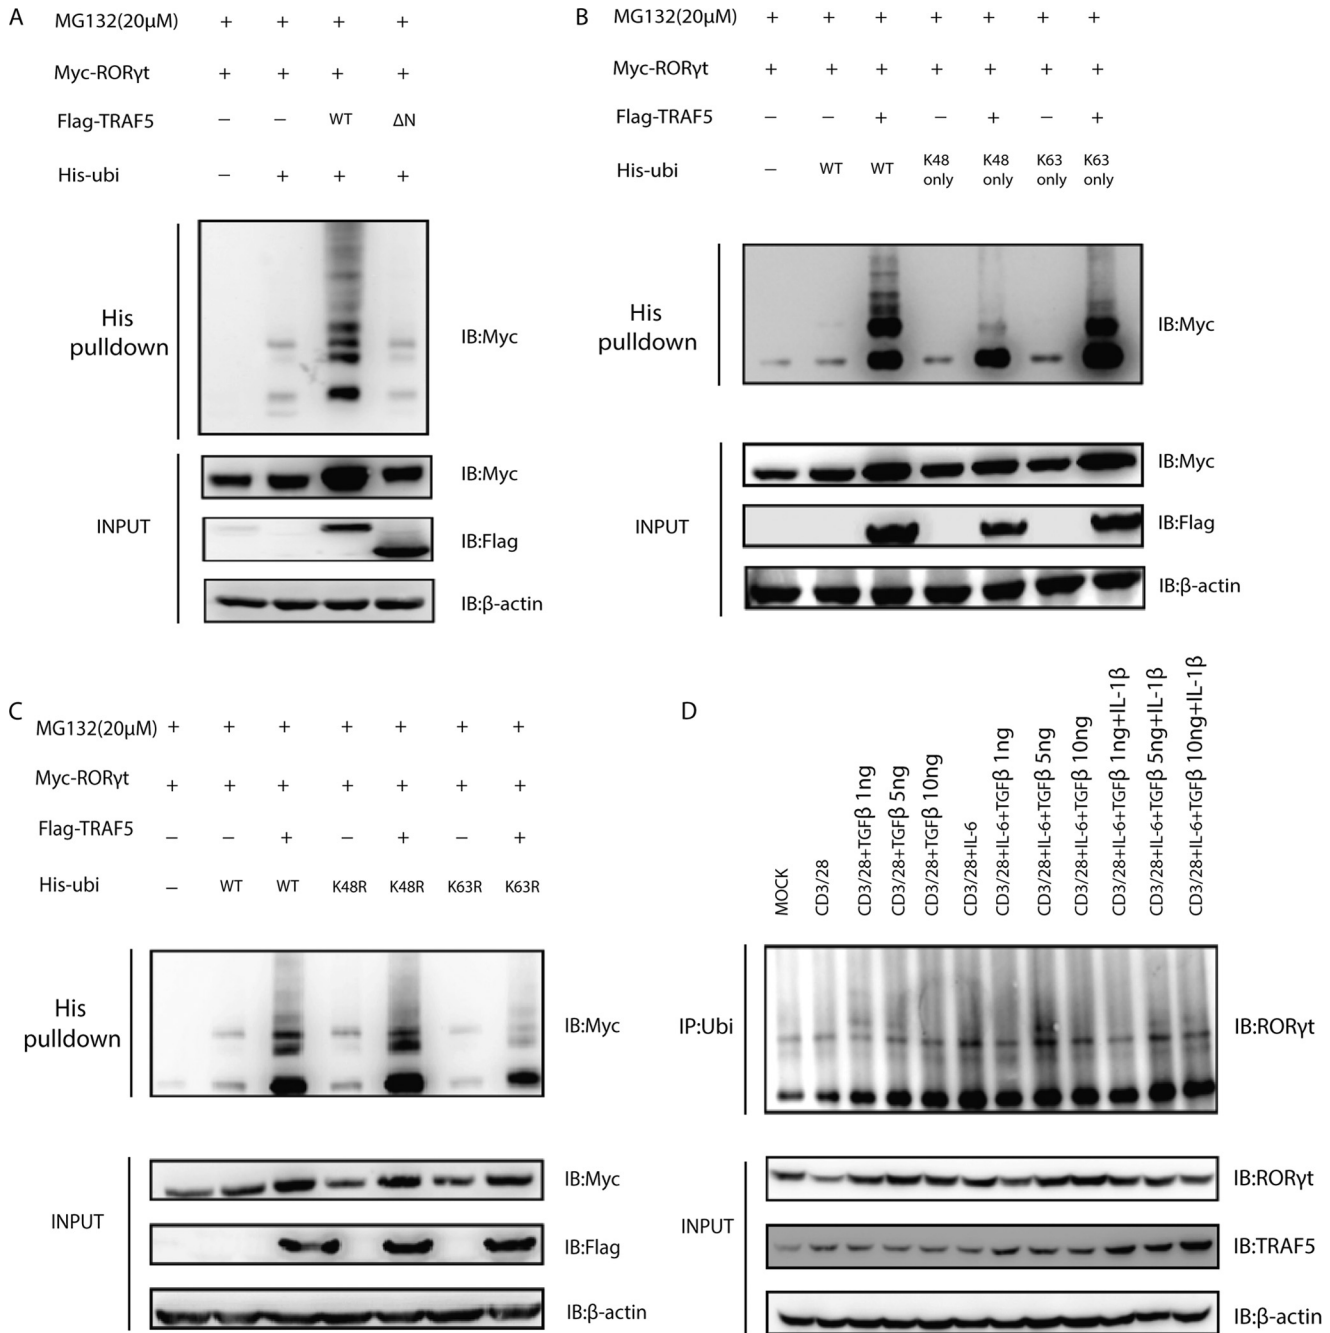 A
MG132(20μM) + + + +
Myc-RORγt + + + +
Flag-TRAF5 − − WT ΔN
His-ubi − + + +
His
pulldown
IB:Myc
INPUT
IB:Myc
IB:Flag
IB:β-actin
B
MG132(20μM) + + + + + + +
Myc-RORγt + + + + + + +
Flag-TRAF5 − − + − + − +
His-ubi − WT WT K48 only K48 only K63 only K63 only
His
pulldown
IB:Myc
INPUT
IB:Myc
IB:Flag
IB:β-actin
C
MG132(20μM) + + + + + + +
Myc-RORγt + + + + + + +
Flag-TRAF5 − − + − + − +
His-ubi − WT WT K48R K48R K63R K63R
His
pulldown
IB:Myc
INPUT
IB:Myc
IB:Flag
IB:β-actin
D
MOCK
CD3/28
CD3/28+TGFβ 1ng
CD3/28+TGFβ 5ng
CD3/28+TGFβ 10ng
CD3/28+IL-6
CD3/28+IL-6+TGFβ 1ng
CD3/28+IL-6+TGFβ 5ng
CD3/28+IL-6+TGFβ 10ng
CD3/28+IL-6+TGFβ 1ng+IL-1β
CD3/28+IL-6+TGFβ 5ng+IL-1β
CD3/28+IL-6+TGFβ 10ng+IL-1β
IP:Ubi
IB:RORγt
INPUT
IB:RORγt
IB:TRAF5
IB:β-actin